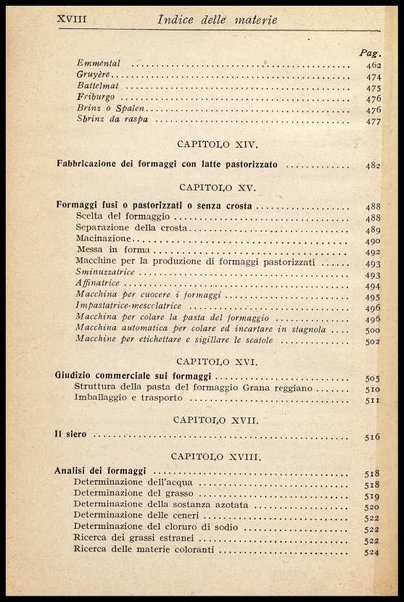 XVIII Indice delle materie
Pag.
Emmental 462
Gruyère 474
Battelmat 475
Friburgo 476
Brinz o Spalen 476
Sbrinz da raspa 477
CAPITOLO XIV.
Fabbricazione dei formaggi con latte pastorizzato 482
CAPITOLO XV.
Formaggi fusi o pastorizzati o senza crosta 488
Scelta del formaggio 488
Separazione della crosta 489
Macinazione 490
Messa in forma 492
Macchine per la produzione di formaggi pastorizzati 493
Sminuzzatrice 493
Affinatrice 494
Macchina per cuocere i formaggi 495
Impastatrice-mescolatrice 496
Macchina per colare la pasta del formaggio 496
Macchina automatica per colare ed incartare in stagnola 500
Macchine per etichettare e sigillare le scatole 502
CAPITOLO XVI.
Giudizio commerciale sui formaggi 505
Struttura della pasta del formaggio Grana reggiano 510
Imballaggio e trasporto 511
CAPITOLO XVII.
Il siero 516
CAPITOLO XVIII.
Analisi dei formaggi 518
Determinazione dell'acqua 518
Determinazione del grasso 519
Determinazione della sostanza azotata 520
Determinazione delle ceneri 522
Determinazione del cloruro di sodio 522
Ricerca dei grassi estranei 522
Ricerca delle materie coloranti 524